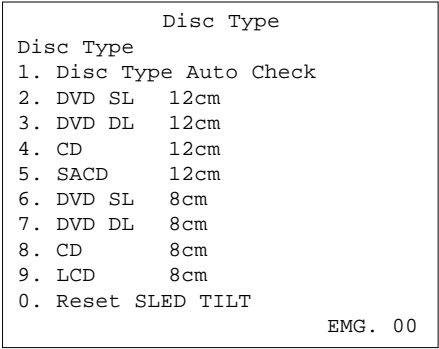 Disc Type
Disc Type
1. Disc Type Auto Check
2. DVD SL 12cm
3. DVD DL 12cm
4. CD 12cm
5. SACD 12cm
6. DVD SL 8cm
7. DVD DL 8cm
8. CD 8cm
9. LCD 8cm
0. Reset SLED TILT
EMG. 00